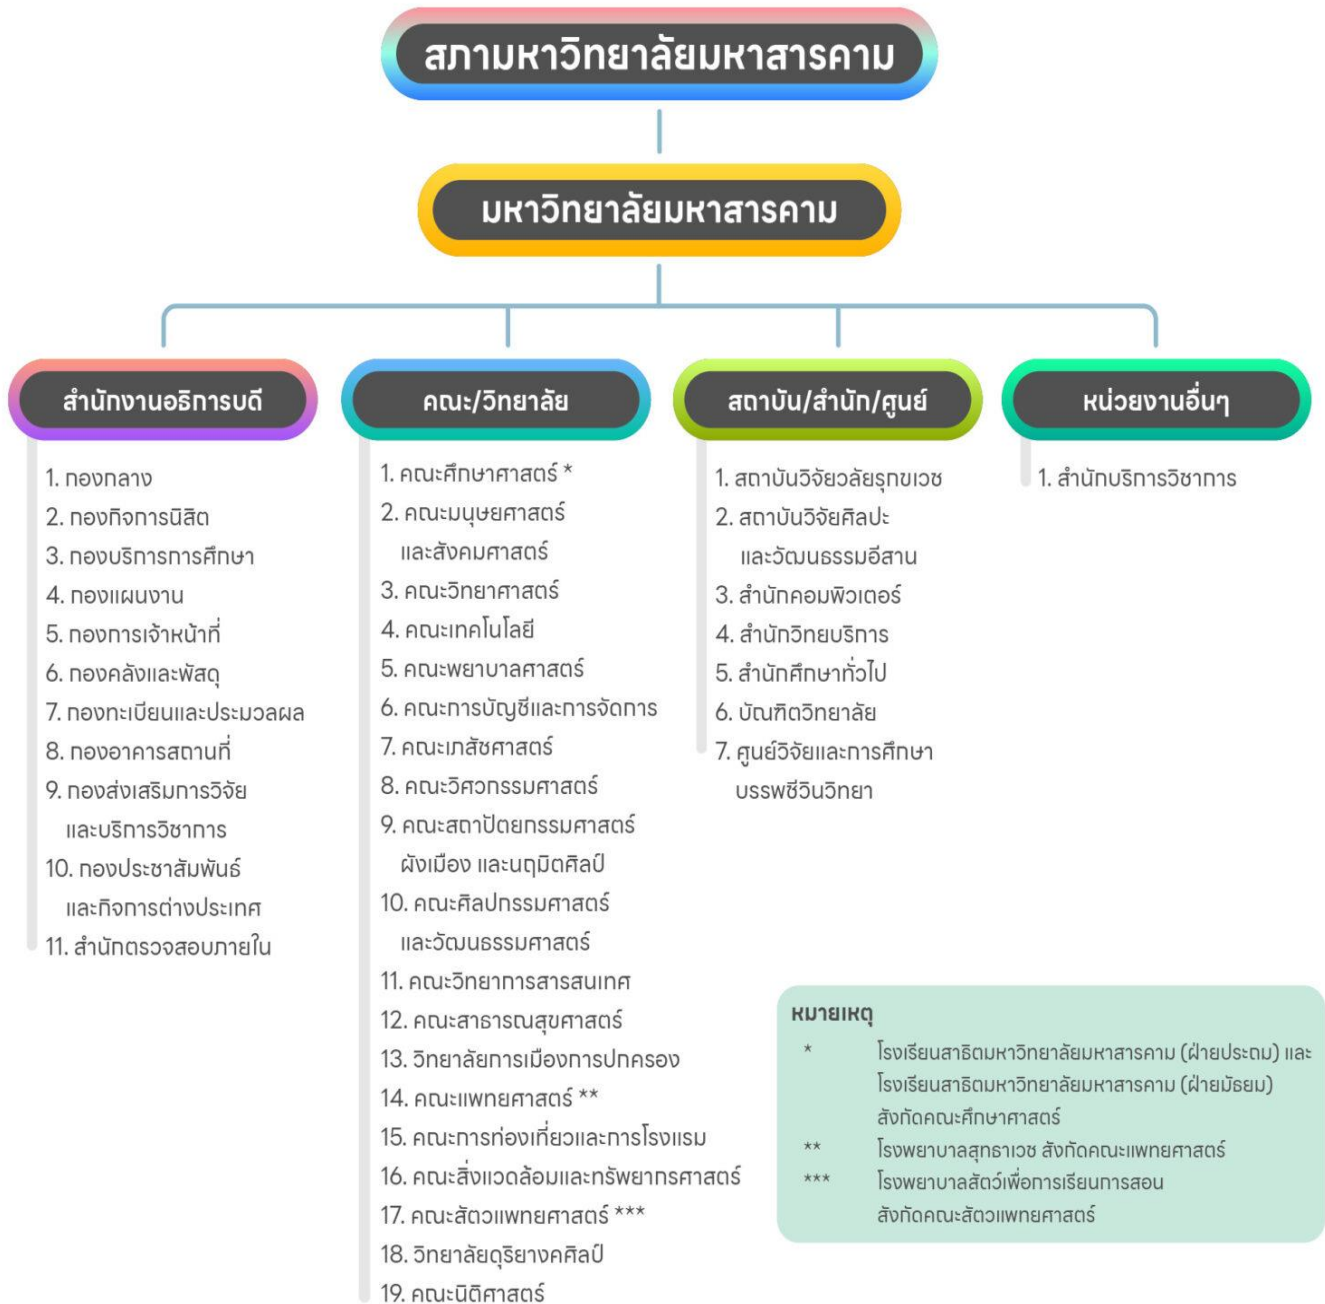 สภามหาวิทยาลัยมหาสารคาม
มหาวิทยาลัยมหาสารคาม
สำนักงานอธิการบดี
1. กองกลาง
2. กองกิจการนิสิต
3. กองบริการการศึกษา
4. กองแผนงาน
5. กองการเจ้าหน้าที่
6. กองคลังและพัสดุ
7. กองทะเบียนและประมวลผล
8. กองอาคารสถานที่
9. กองส่งเสริมการวิจัย
และบริการวิชาการ
10. กองประชาสัมพันธ์
และกิจการต่างประเทศ
11. สำนักตรวจสอบภายใน
คณะ/วิทยาลัย
1. คณะศึกษาศาสตร์ *
2. คณะมนุษยศาสตร์
และสังคมศาสตร์
3. คณะวิทยาศาสตร์
4. คณะเทคโนโลยี
5. คณะพยาบาลศาสตร์
6. คณะการบัญชีและการจัดการ
7. คณะเภสัชศาสตร์
8. คณะวิศวกรรมศาสตร์
9. คณะสถาปัตยกรรมศาสตร์
ผังเมือง และนฤมิตศิลป์
10. คณะศิลปกรรมศาสตร์
และวัฒนธรรมศาสตร์
11. คณะวิทยาการสารสนเทศ
12. คณะสาธารณสุขศาสตร์
13. วิทยาลัยการเมืองการปกครอง
14. คณะแพทยศาสตร์ **
15. คณะการท่องเที่ยวและการโรงแรม
16. คณะสิ่งแวดล้อมและทรัพยากรศาสตร์
17. คณะสัตวแพทยศาสตร์ ***
18. วิทยาลัยดุริยางคศิลป์
19. คณะนิติศาสตร์
สถาบัน/สำนัก/ศูนย์
1. สถาบันวิจัยวลัยรุกขเวช
2. สถาบันวิจัยศิลปะ
และวัฒนธรรมอีสาน
3. สำนักคอมพิวเตอร์
4. สำนักวิทยบริการ
5. สำนักศึกษาทั่วไป
6. บัณฑิตวิทยาลัย
7. ศูนย์วิจัยและการศึกษา
บรรพชีวินวิทยา
หน่วยงานอื่นๆ
1. สำนักบริการวิชาการ
หมายเหตุ
* โรงเรียนสาธิตมหาวิทยาลัยมหาสารคาม (ฝ่ายประถม) และ
โรงเรียนสาธิตมหาวิทยาลัยมหาสารคาม (ฝ่ายมัธยม)
สังกัดคณะศึกษาศาสตร์
** โรงพยาบาลสุทธาเวช สังกัดคณะแพทยศาสตร์
*** โรงพยาบาลสัตว์เพื่อการเรียนการสอน
สังกัดคณะสัตวแพทยศาสตร์